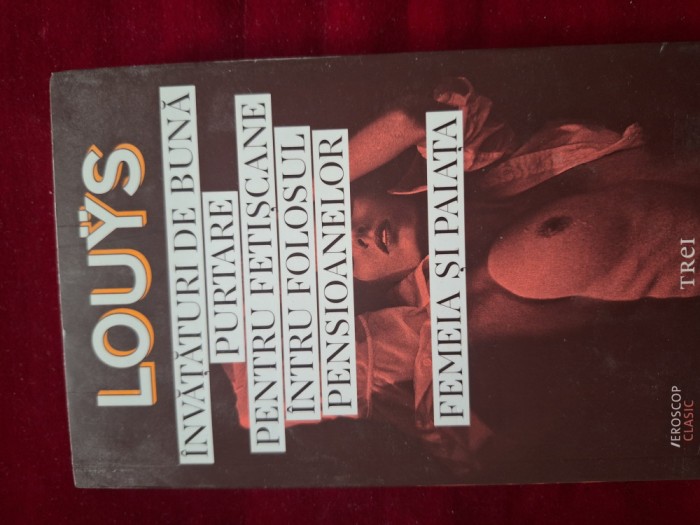 LOUŸS
ÎNVĂȚĂTURI DE BUNĂ
PURTARE
PENTRU FETIȘCANE
ÎNTRU FOLOSUL
PENSIOANELOR
FEMEIA ȘI PAIAȚA
TREI
EROSCOP
CLASIC